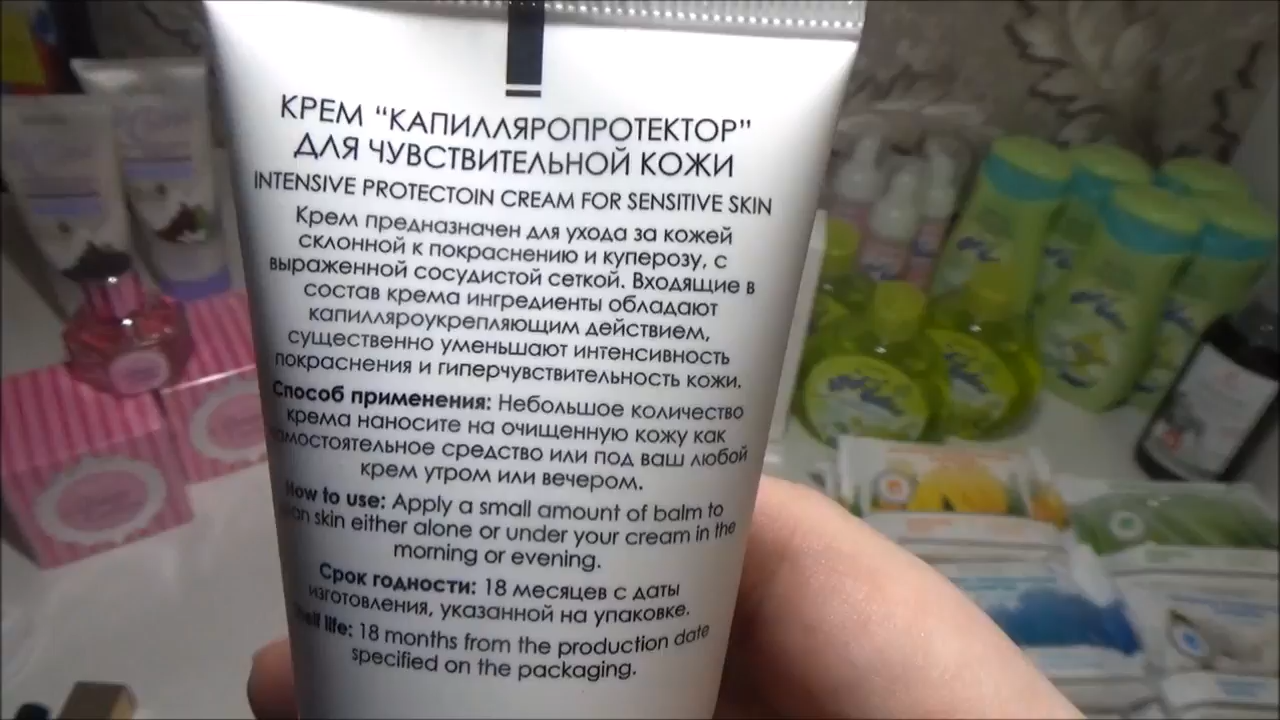 КРЕМ “КАПИЛЛЯРОПРОТЕКТОР”
ДЛЯ ЧУВСТВИТЕЛЬНОЙ КОЖИ
INTENSIVE PROTECTOIN CREAM FOR SENSITIVE SKIN
Крем предназначен для ухода за кожей
склонной к покраснению и куперозу, с
выраженной сосудистой сеткой. Входящие в
состав крема ингредиенты обладают
капилляроукрепляющим действием,
существенно уменьшают интенсивность
покраснения и гиперчувствительность кожи.
Способ применения: Небольшое количество
крема наносите на очищенную кожу как
самостоятельное средство или под ваш любой
крем утром или вечером.
How to use: Apply a small amount of balm to
skin either alone or under your cream in the
morning or evening.
Срок годности: 18 месяцев с даты
изготовления, указанной на упаковке.
Shelf life: 18 months from the production date
specified on the packaging.